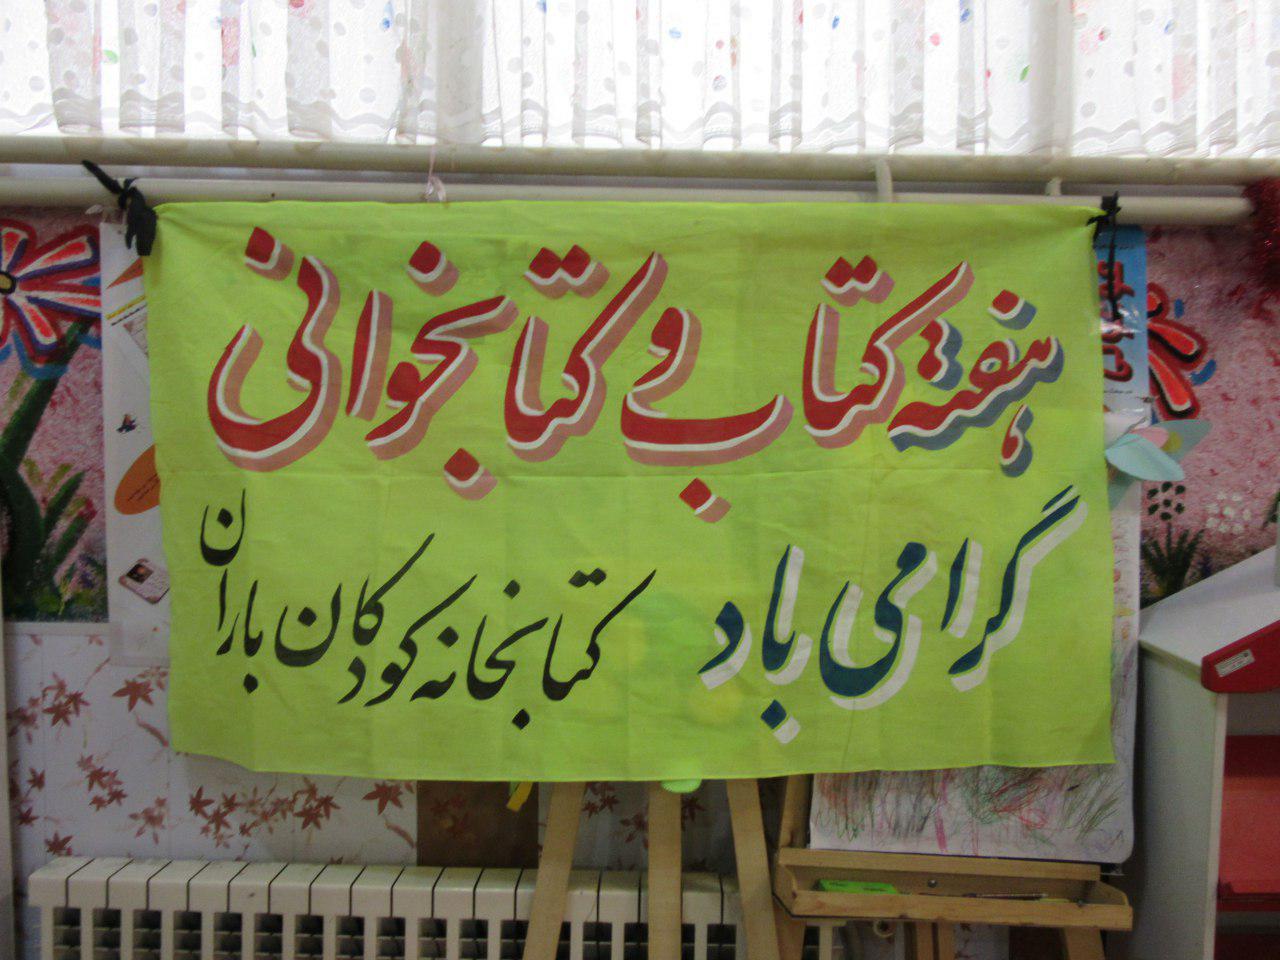 هفته کتاب و کتابخوانی
گرامی باد
کتابخانه کودکان باران